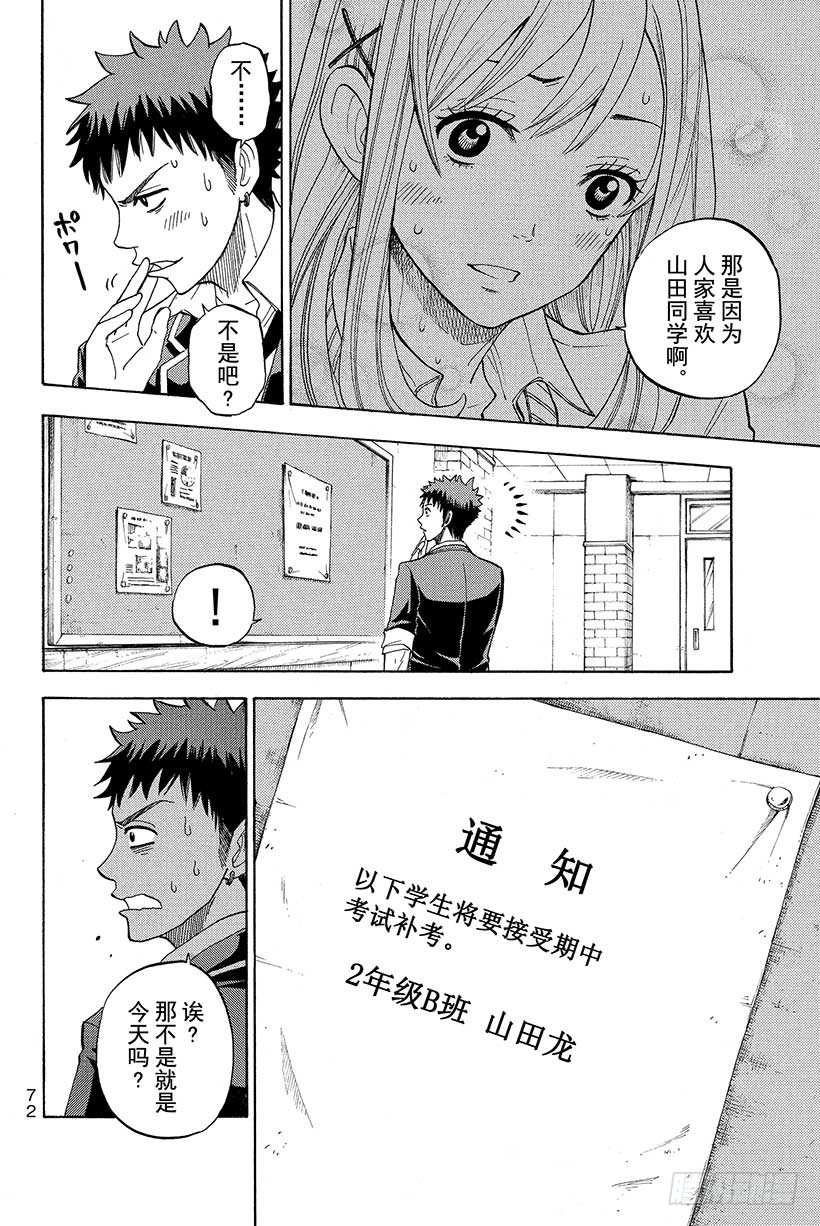 那是因为
人家喜欢
山田同学啊。
不……
ポワー
不是吧？
！
通 知
以下学生将要接受期中
考试补考。
2年级B班 山田龙
诶？
那不是就是
今天吗？
72